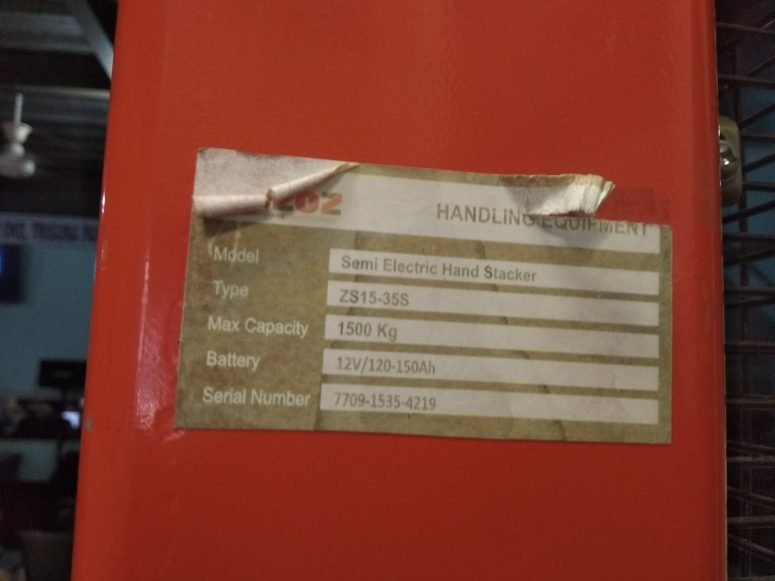 HANDLING EQUIPMENT
Model Semi Electric Hand Stacker
Type ZS15-35S
Max Capacity 1500 Kg
Battery 12V/120-150Ah
Serial Number 7709-1535-4219